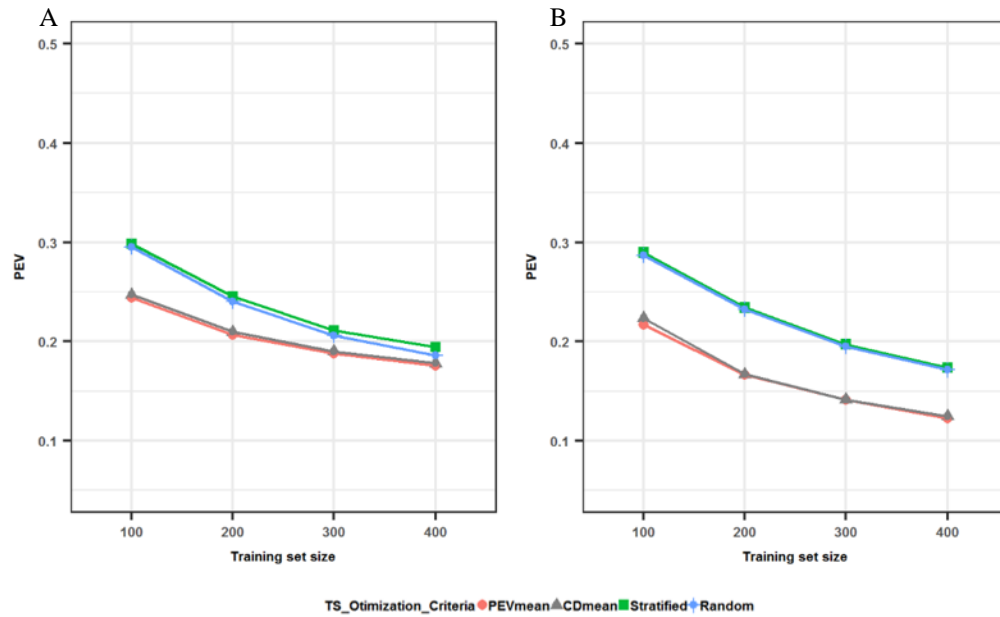 A
B
0.5
0.4
0.3
0.2
0.1
PEV
100 200 300 400
Training set size
0.5
0.4
0.3
0.2
0.1
PEV
100 200 300 400
Training set size
TS_Otimization_Criteria PEVmean CDmean Stratified Random